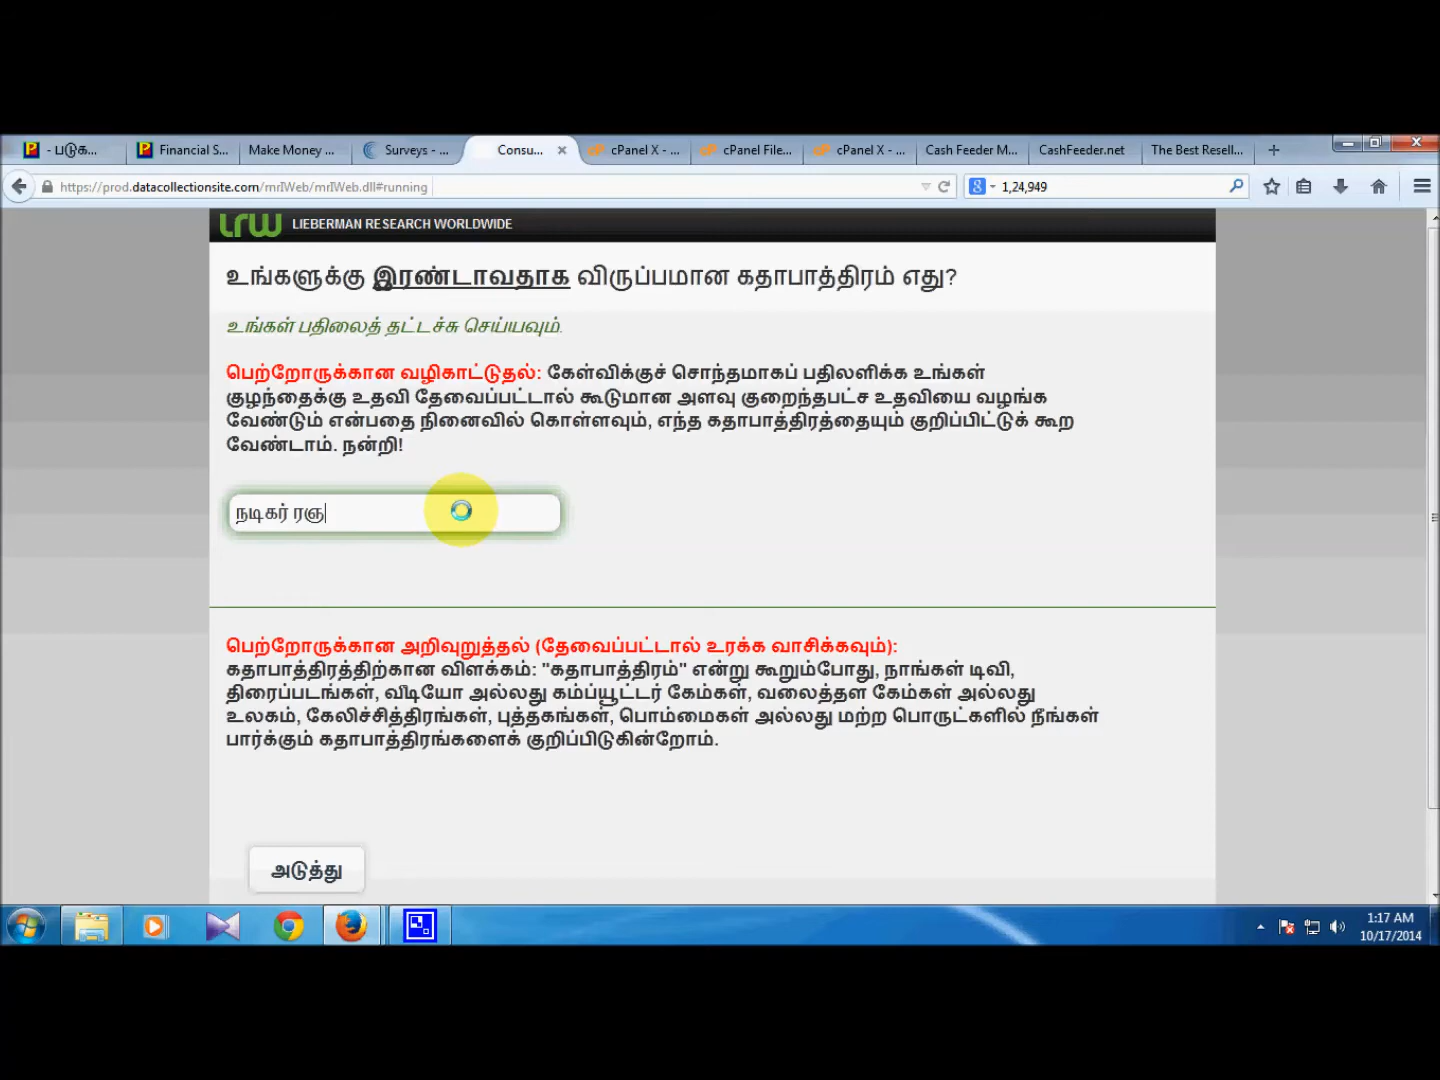 - படுக...
Financial S...
Make Money ...
Surveys - ...
Consu...
cPanel X - ...
cPanel File...
cPanel X - ...
Cash Feeder M...
CashFeeder.net
The Best Resell...
https://prod.datacollectionsite.com/mrIWeb/mrIWeb.dll#running
1,24,949
LRW LIEBERMAN RESEARCH WORLDWIDE
உங்களுக்கு இரண்டாவதாக விருப்பமான கதாபாத்திரம் எது?
உங்கள் பதிலைத் தட்டச்சு செய்யவும்.
பெற்றோருக்கான வழிகாட்டுதல்: கேள்விக்குச் சொந்தமாகப் பதிலளிக்க உங்கள்
குழந்தைக்கு உதவி தேவைப்பட்டால் கூடுமான அளவு குறைந்தபட்ச உதவியை வழங்க
வேண்டும் என்பதை நினைவில் கொள்ளவும், எந்த கதாபாத்திரத்தையும் குறிப்பிட்டுக் கூற
வேண்டாம். நன்றி!
நடிகர் ரஞ
பெற்றோருக்கான அறிவுறுத்தல் (தேவைப்பட்டால் உரக்க வாசிக்கவும்):
கதாபாத்திரத்திற்கான விளக்கம்: "கதாபாத்திரம்" என்று கூறும்போது, நாங்கள் டிவி,
திரைப்படங்கள், வீடியோ அல்லது கம்ப்யூட்டர் கேம்கள், வலைத்தள கேம்கள் அல்லது
உலகம், கேலிச்சித்திரங்கள், புத்தகங்கள், பொம்மைகள் அல்லது மற்ற பொருட்களில் நீங்கள்
பார்க்கும் கதாபாத்திரங்களைக் குறிப்பிடுகின்றோம்.
அடுத்து
1:17 AM
10/17/2014